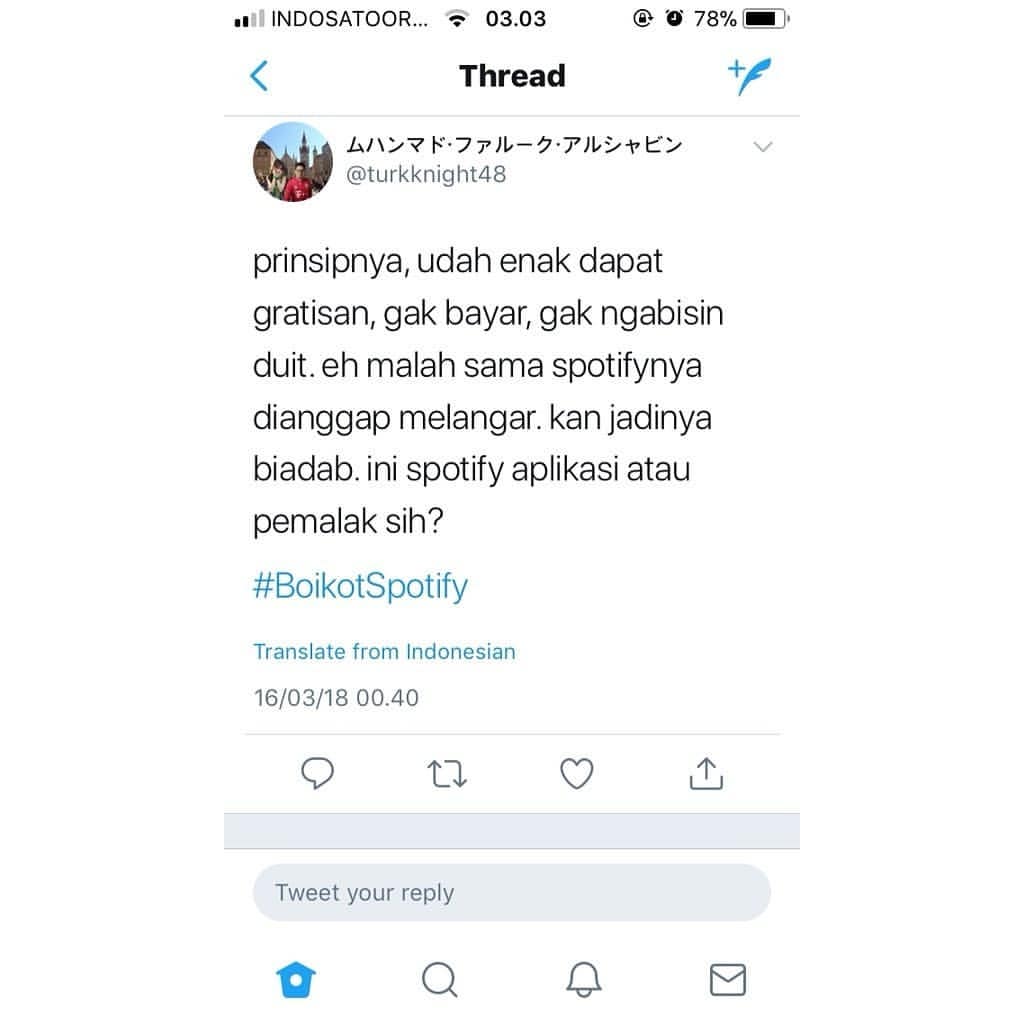 INDOSATOOR... 03.03 78%
Thread
ムハンマド·ファルーク·アルシャビン
@turkknight48
prinsipnya, udah enak dapat
gratisan, gak bayar, gak ngabisin
duit. eh malah sama spotifynya
dianggap melangar. kan jadinya
biadab. ini spotify aplikasi atau
pemalak sih?
#BoikotSpotify
Translate from Indonesian
16/03/18 00.40
Tweet your reply